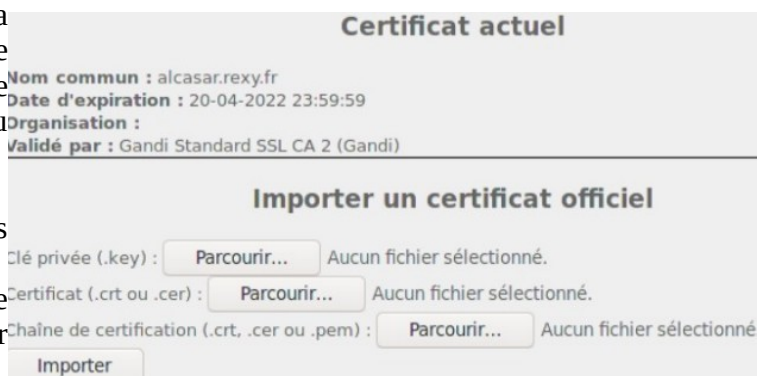 Certificat actuel
Nom commun : alcasar.rexy.fr
Date d'expiration : 20-04-2022 23:59:59
Organisation :
Validé par : Gandi Standard SSL CA 2 (Gandi)
Importer un certificat officiel
Clé privée (.key) : Parcourir... Aucun fichier sélectionné.
Certificat (.crt ou .cer) : Parcourir... Aucun fichier sélectionné.
Chaîne de certification (.crt, .cer ou .pem) : Parcourir... Aucun fichier sélectionné
Importer